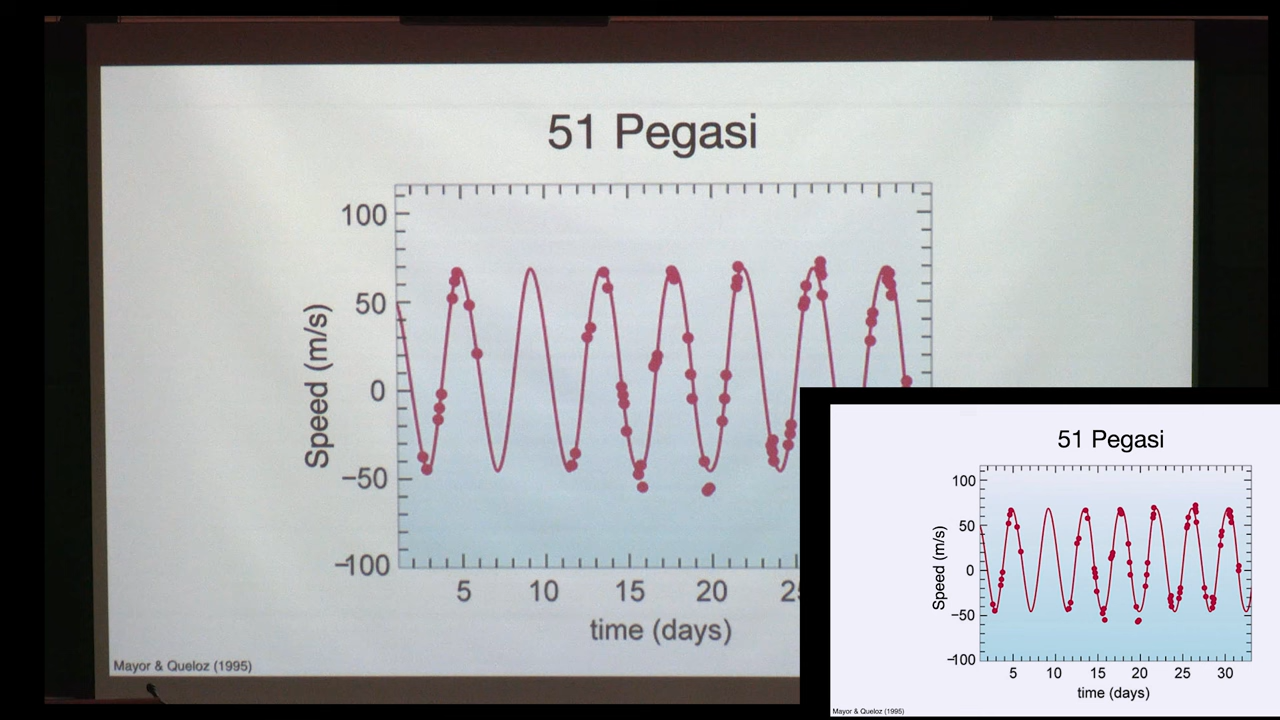 51 Pegasi
100
50
0
−50
−100
Speed (m/s)
5 10 15 20
time (days)
Mayor & Queloz (1995)
51 Pegasi
100
50
0
−50
−100
Speed (m/s)
5 10 15 20 25 30
time (days)
Mayor & Queloz (1995)